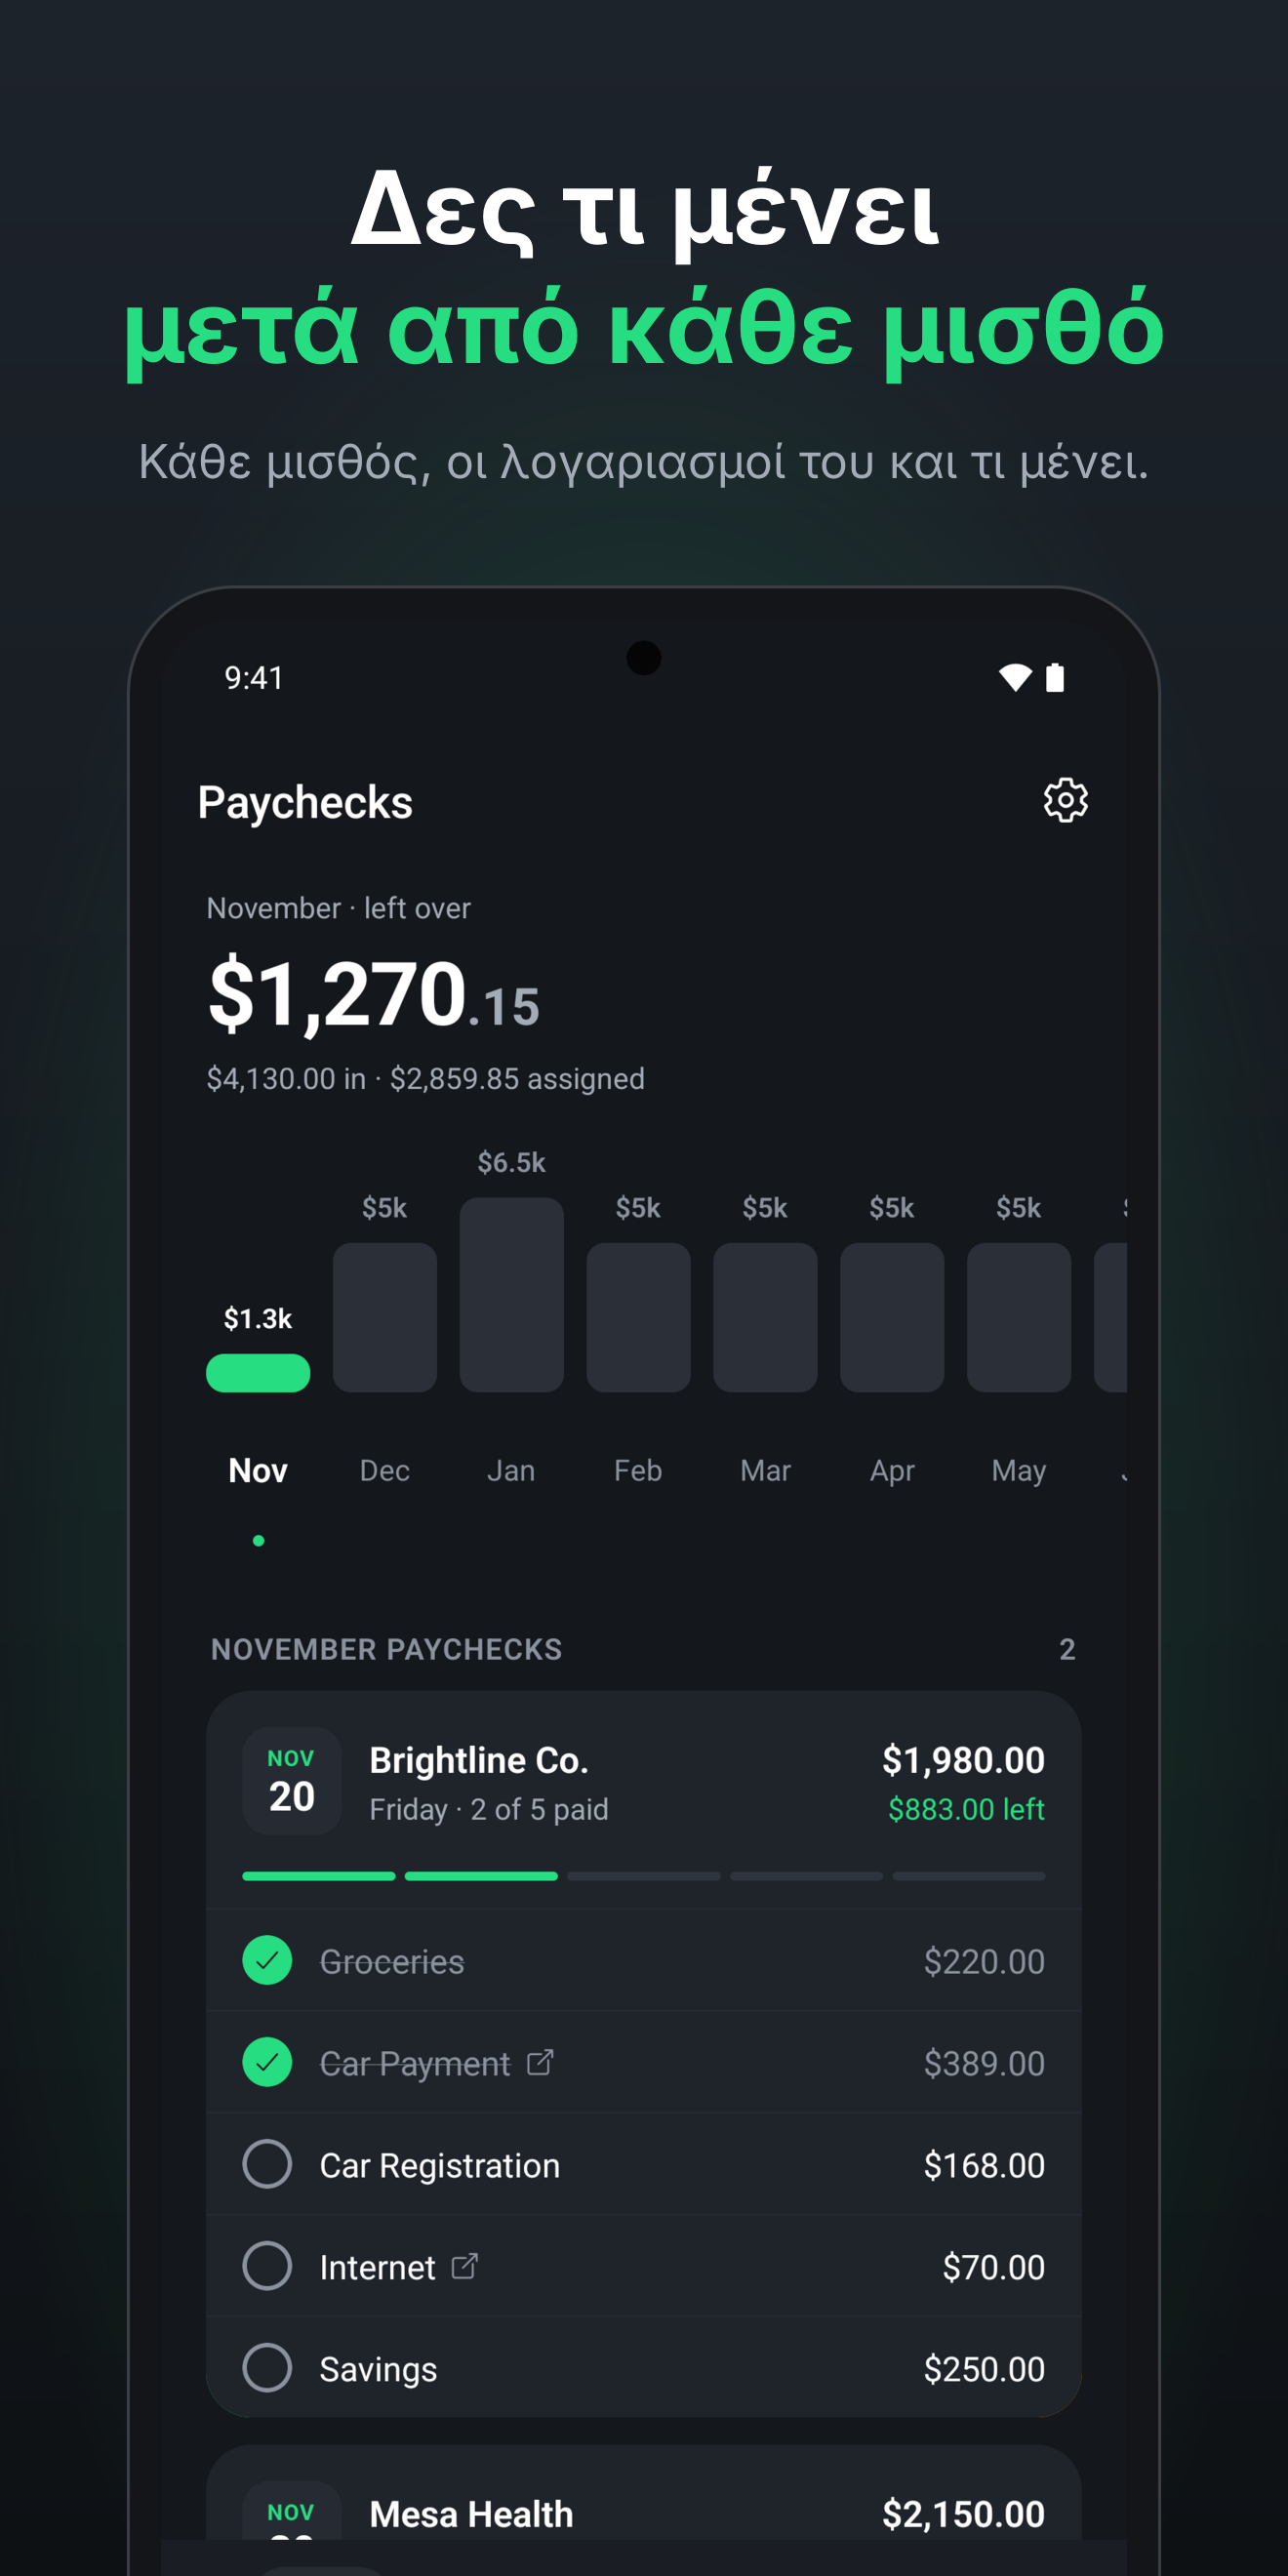 Δες τι μένει
μετά από κάθε μισθό
Κάθε μισθός, οι λογαριασμοί του και τι μένει.
9:41
Paychecks
November · left over
$1,270.15
$4,130.00 in · $2,859.85 assigned
$1.3k $5k $6.5k $5k $5k $5k $5k
Nov Dec Jan Feb Mar Apr May
NOVEMBER PAYCHECKS 2
NOV 20
Brightline Co. $1,980.00
Friday · 2 of 5 paid $883.00 left
Groceries $220.00
Car Payment $389.00
Car Registration $168.00
Internet $70.00
Savings $250.00
NOV
Mesa Health $2,150.00